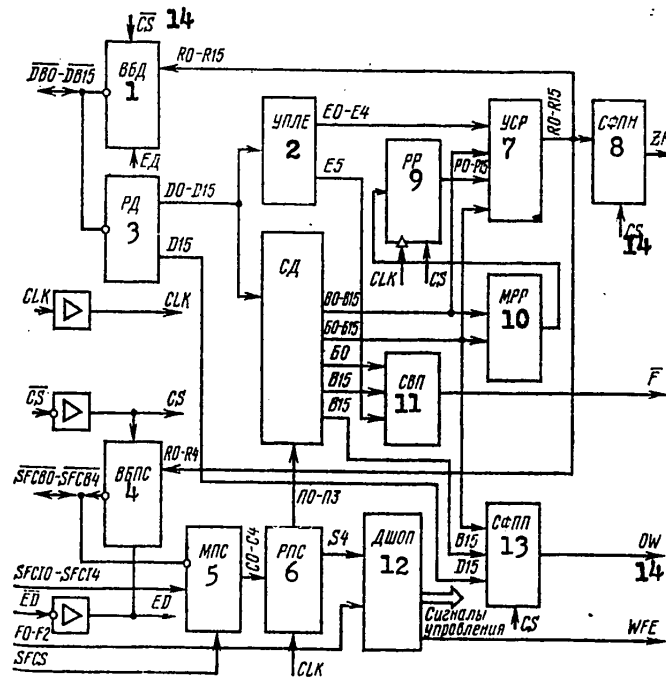 CS 14
DB0-DB15
ВБД
1
R0-R15
ЕД
РД
3
D0-D15
D15
УПЛЕ
2
E0-E4
E5
РР
9
P0-P15
CLK
CS
УСР
7
R0-R15
СФПН
8
ZF
CS
14
CLK
CLK
СД
B0-B15
Б0-Б15
Б0
B15
B15
МРР
10
СВП
11
F
CS
CS
ВБПС
4
R0-R4
SFCB0-SFCB4
П0-П3
SFCI0-SFCI4
МПС
5
C0-C4
РПС
6
S4
ДШОП
12
B15
D15
СФПП
13
OW
14
CS
ED
ED
F0-F2
SFCS
CLK
Сигналы
управления
WFE